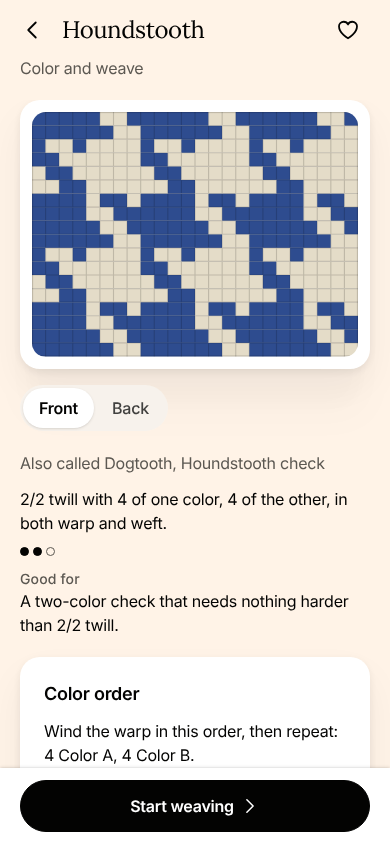 Houndstooth
Color and weave
Front
Back
Also called Dogtooth, Houndstooth check
2/2 twill with 4 of one color, 4 of the other, in
both warp and weft.
Good for
A two-color check that needs nothing harder
than 2/2 twill.
Color order
Wind the warp in this order, then repeat:
4 Color A, 4 Color B.
Start weaving